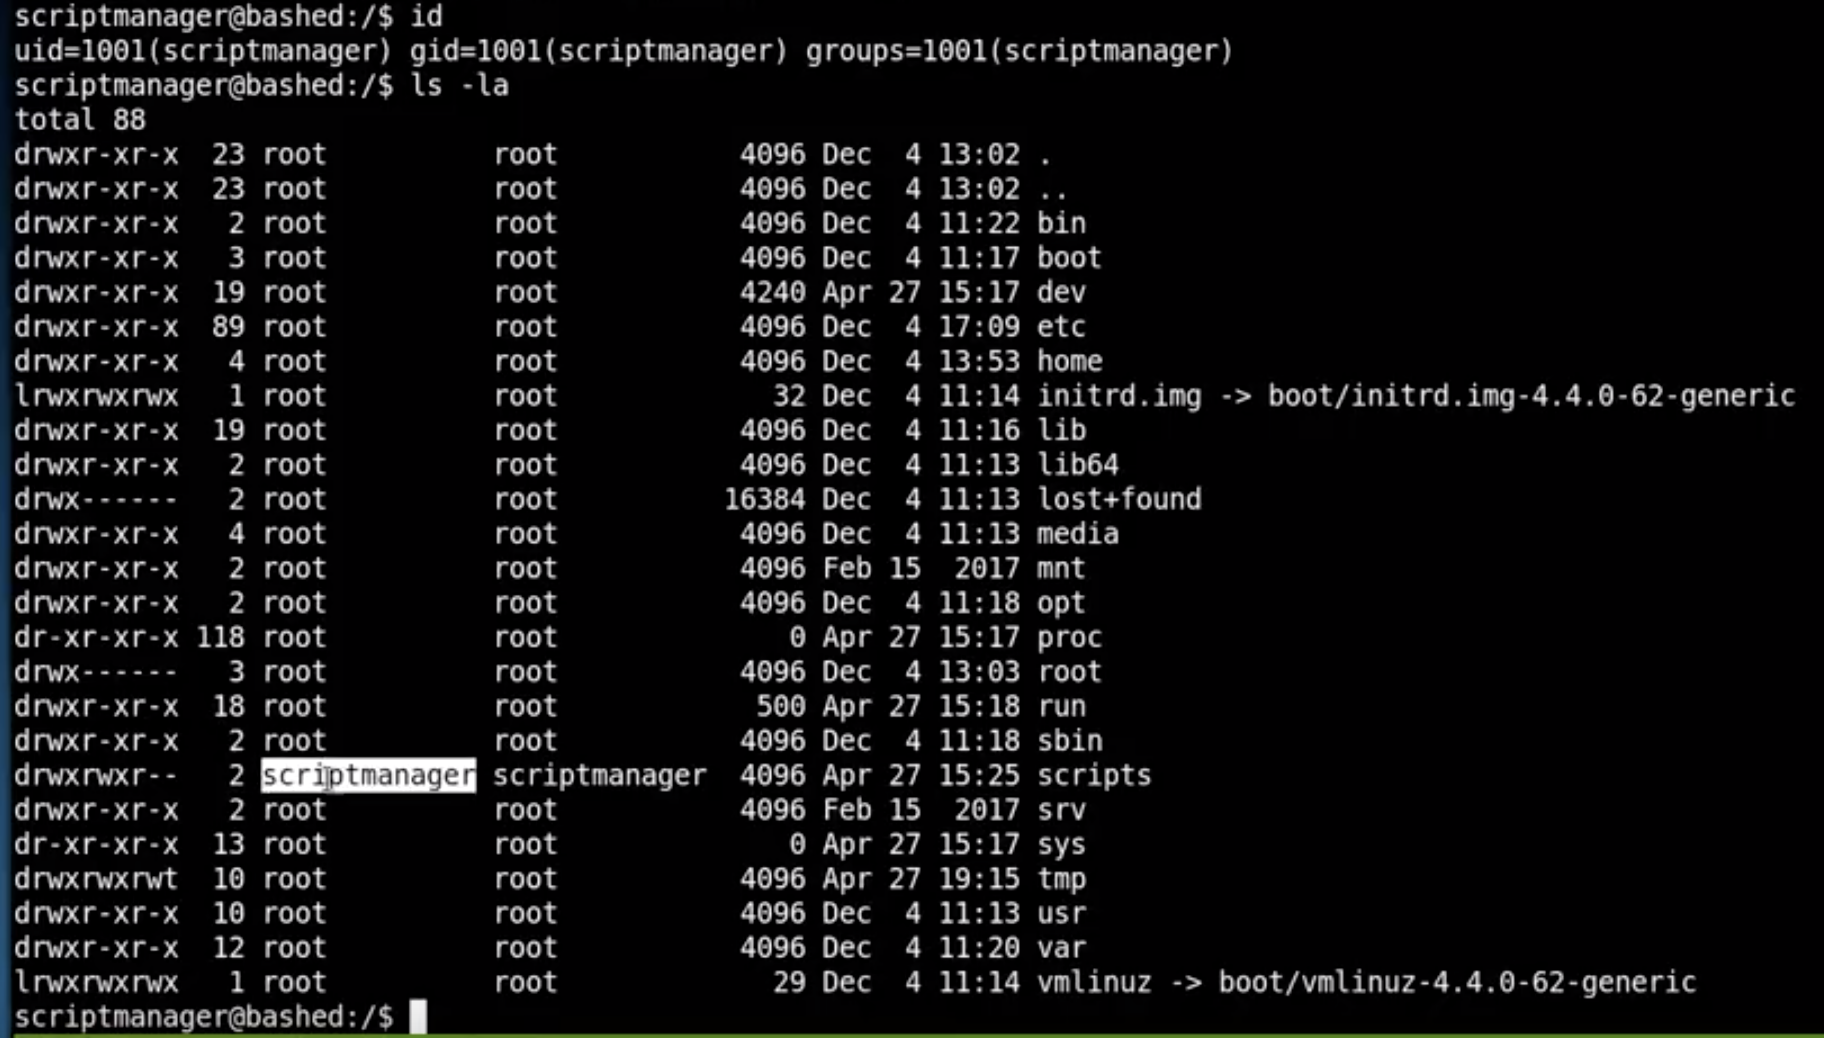 scriptmanager@bashed:/$ id
uid=1001(scriptmanager) gid=1001(scriptmanager) groups=1001(scriptmanager)
scriptmanager@bashed:/$ ls -la
total 88
drwxr-xr-x  23 root          root           4096 Dec  4 13:02 .
drwxr-xr-x  23 root          root           4096 Dec  4 13:02 ..
drwxr-xr-x   2 root          root           4096 Dec  4 11:22 bin
drwxr-xr-x   3 root          root           4096 Dec  4 11:17 boot
drwxr-xr-x  19 root          root           4240 Apr 27 15:17 dev
drwxr-xr-x  89 root          root           4096 Dec  4 17:09 etc
drwxr-xr-x   4 root          root           4096 Dec  4 13:53 home
lrwxrwxrwx   1 root          root             32 Dec  4 11:14 initrd.img -> boot/initrd.img-4.4.0-62-generic
drwxr-xr-x  19 root          root           4096 Dec  4 11:16 lib
drwxr-xr-x   2 root          root           4096 Dec  4 11:13 lib64
drwx------   2 root          root          16384 Dec  4 11:13 lost+found
drwxr-xr-x   4 root          root           4096 Dec  4 11:13 media
drwxr-xr-x   2 root          root           4096 Feb 15  2017 mnt
drwxr-xr-x   2 root          root           4096 Dec  4 11:18 opt
dr-xr-xr-x 118 root          root              0 Apr 27 15:17 proc
drwx------   3 root          root           4096 Dec  4 13:03 root
drwxr-xr-x  18 root          root            500 Apr 27 15:18 run
drwxr-xr-x   2 root          root           4096 Dec  4 11:18 sbin
drwxrwxr--   2 scriptmanager scriptmanager  4096 Apr 27 15:25 scripts
drwxr-xr-x   2 root          root           4096 Feb 15  2017 srv
dr-xr-xr-x  13 root          root              0 Apr 27 15:17 sys
drwxrwxrwt  10 root          root           4096 Apr 27 19:15 tmp
drwxr-xr-x  10 root          root           4096 Dec  4 11:13 usr
drwxr-xr-x  12 root          root           4096 Dec  4 11:20 var
lrwxrwxrwx   1 root          root             29 Dec  4 11:14 vmlinuz -> boot/vmlinuz-4.4.0-62-generic
scriptmanager@bashed:/$